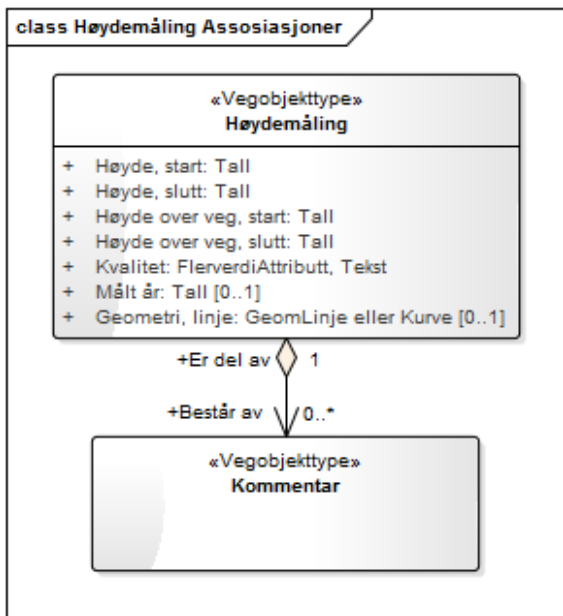 class Høydemåling Assosiasjoner
«Vegobjekttype»
Høydemåling
+ Høyde, start: Tall
+ Høyde, slutt: Tall
+ Høyde over veg, start: Tall
+ Høyde over veg, slutt: Tall
+ Kvalitet: FlerverdiAttributt, Tekst
+ Målt år: Tall [0..1]
+ Geometri, linje: GeomLinje eller Kurve [0..1]
+Er del av 1
+Består av 0..*
«Vegobjekttype»
Kommentar